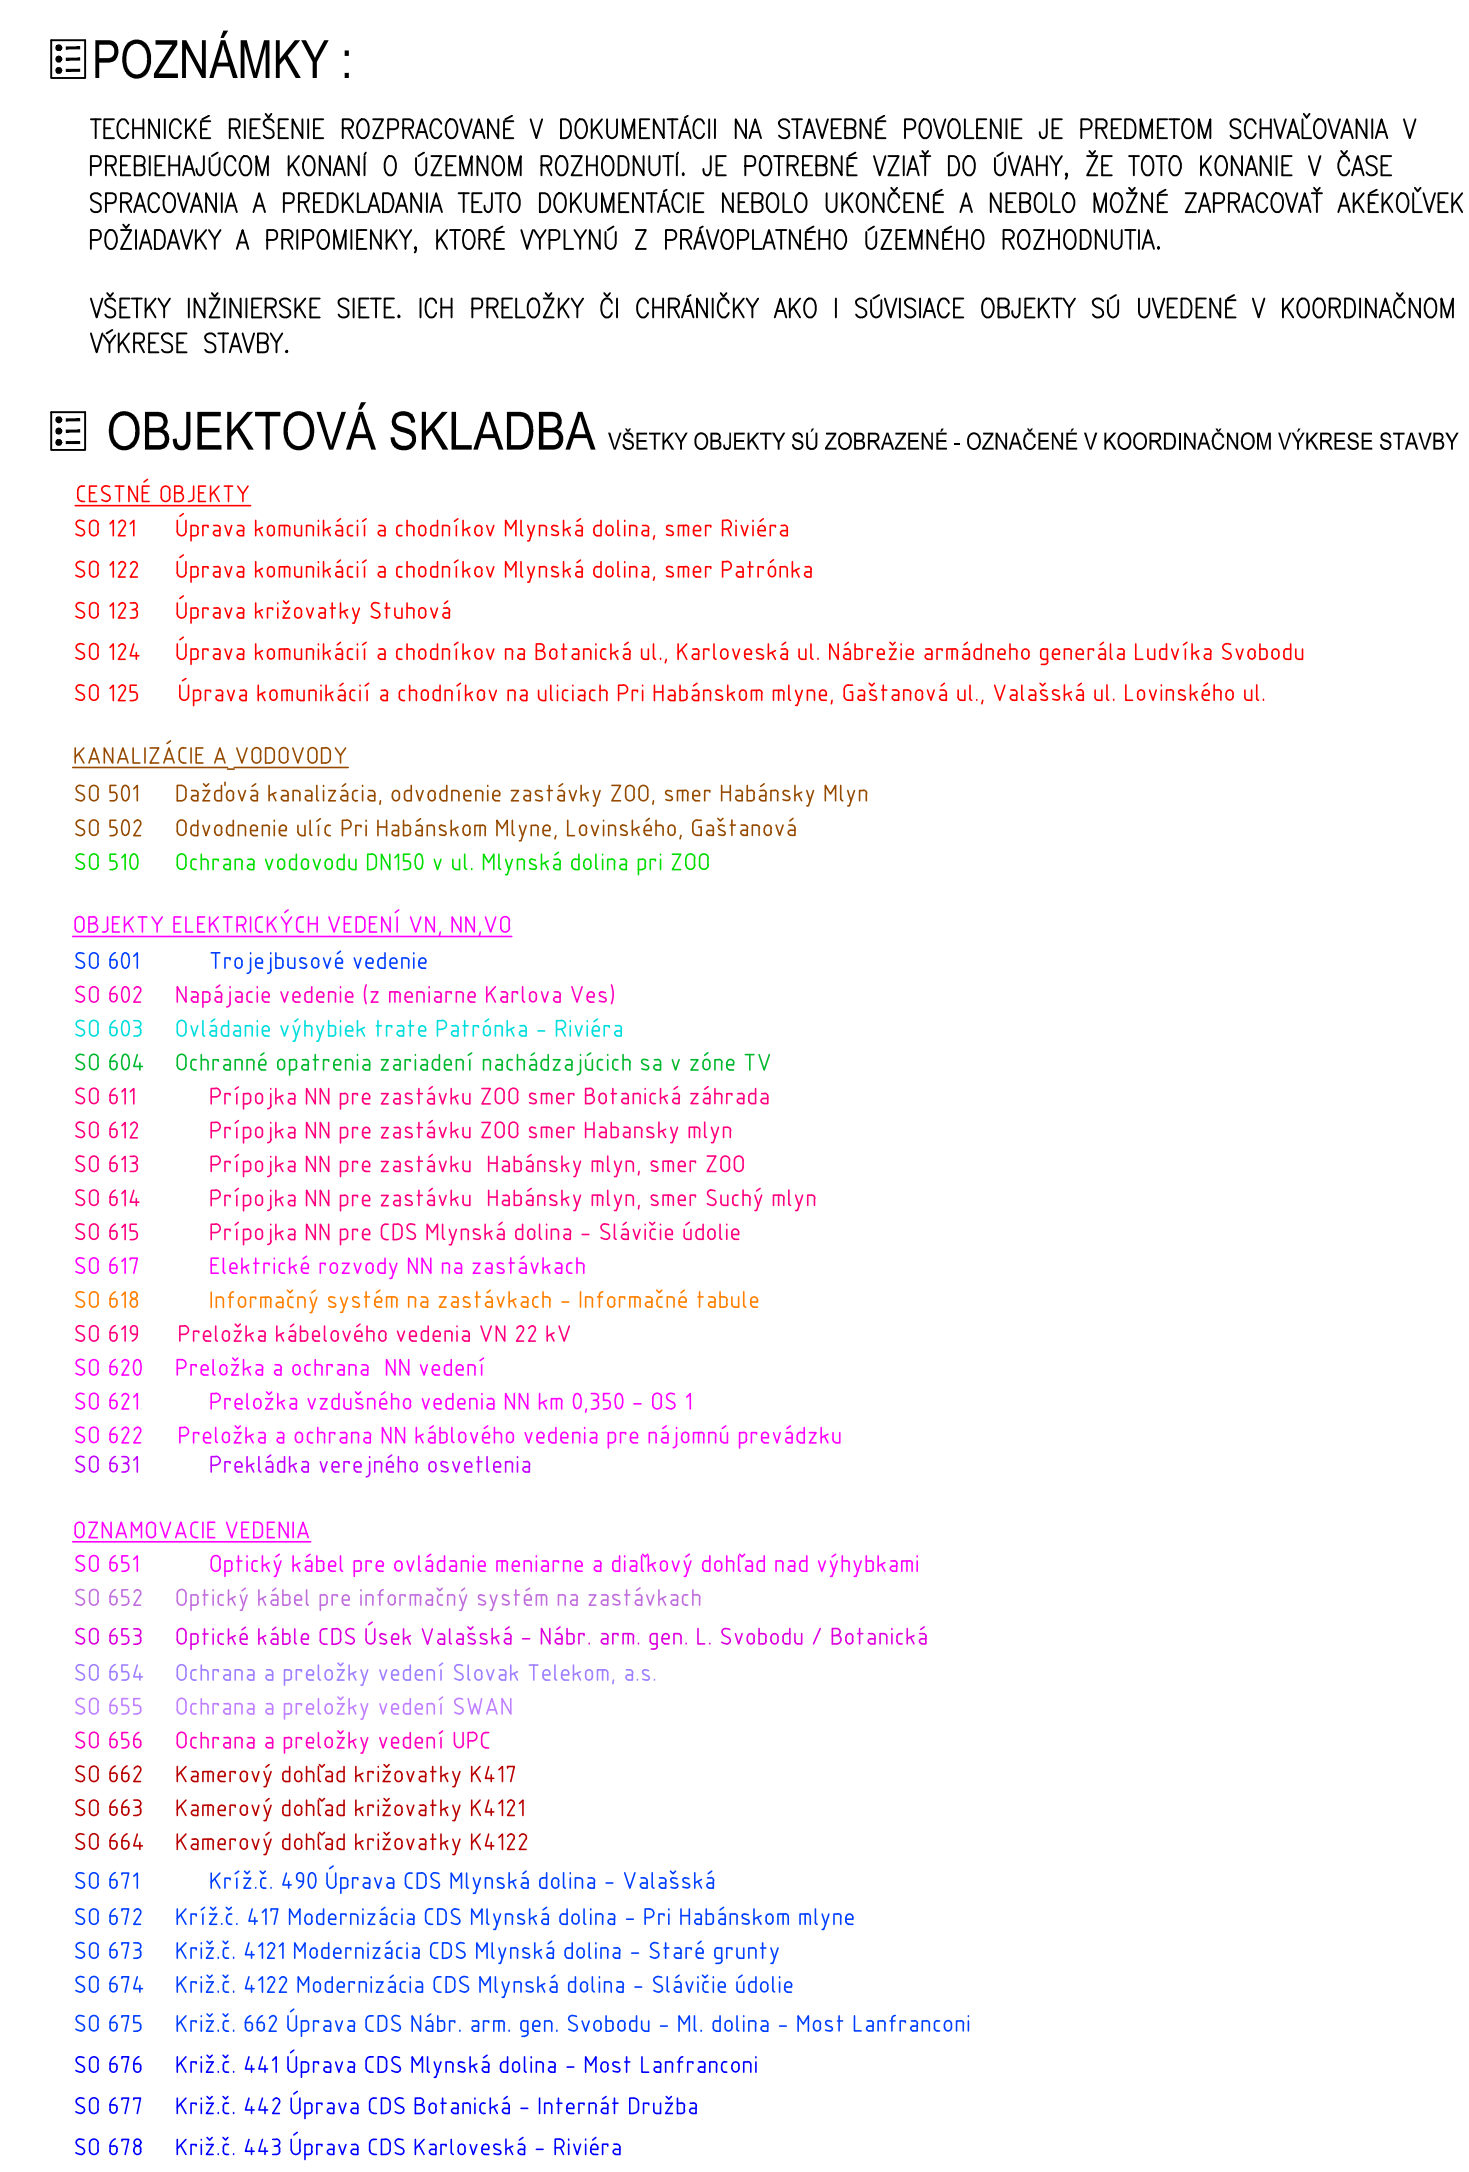 POZNÁMKY :
TECHNICKÉ RIEŠENIE ROZPRACOVANÉ V DOKUMENTÁCII NA STAVEBNÉ POVOLENIE JE PREDMETOM SCHVAĽOVANIA V
PREBIEHAJÚCOM KONANÍ O ÚZEMNOM ROZHODNUTÍ. JE POTREBNÉ VZIAŤ DO ÚVAHY, ŽE TOTO KONANIE V ČASE
SPRACOVANIA A PREDKLADANIA TEJTO DOKUMENTÁCIE NEBOLO UKONČENÉ A NEBOLO MOŽNÉ ZAPRACOVAŤ AKÉKOĽVEK
POŽIADAVKY A PRIPOMIENKY, KTORÉ VYPLYNÚ Z PRÁVOPLATNÉHO ÚZEMNÉHO ROZHODNUTIA.
VŠETKY INŽINIERSKE SIETE. ICH PRELOŽKY ČI CHRÁNIČKY AKO I SÚVISIACE OBJEKTY SÚ UVEDENÉ V KOORDINAČNOM
VÝKRESE STAVBY.
OBJEKTOVÁ SKLADBA VŠETKY OBJEKTY SÚ ZOBRAZENÉ - OZNAČENÉ V KOORDINAČNOM VÝKRESE STAVBY
CESTNÉ OBJEKTY
SO 121 Úprava komunikácií a chodníkov Mlynská dolina, smer Riviéra
SO 122 Úprava komunikácií a chodníkov Mlynská dolina, smer Patrónka
SO 123 Úprava križovatky Stuhová
SO 124 Úprava komunikácií a chodníkov na Botanická ul., Karloveská ul. Nábrežie armádneho generála Ludvíka Svobodu
SO 125 Úprava komunikácií a chodníkov na uliciach Pri Habánskom mlyne, Gaštanová ul., Valašská ul. Lovinského ul.
KANALIZÁCIE A VODOVODY
SO 501 Dažďová kanalizácia, odvodnenie zastávky ZOO, smer Habánsky Mlyn
SO 502 Odvodnenie ulíc Pri Habánskom Mlyne, Lovinského, Gaštanová
SO 510 Ochrana vodovodu DN150 v ul. Mlynská dolina pri ZOO
OBJEKTY ELEKTRICKÝCH VEDENÍ VN, NN,VO
SO 601 Trojejbusové vedenie
SO 602 Napájacie vedenie (z meniarne Karlova Ves)
SO 603 Ovládanie výhybiek trate Patrónka - Riviéra
SO 604 Ochranné opatrenia zariadení nachádzajúcich sa v zóne TV
SO 611 Prípojka NN pre zastávku ZOO smer Botanická záhrada
SO 612 Prípojka NN pre zastávku ZOO smer Habansky mlyn
SO 613 Prípojka NN pre zastávku Habánsky mlyn, smer ZOO
SO 614 Prípojka NN pre zastávku Habánsky mlyn, smer Suchý mlyn
SO 615 Prípojka NN pre CDS Mlynská dolina - Slávičie údolie
SO 617 Elektrické rozvody NN na zastávkach
SO 618 Informačný systém na zastávkach - Informačné tabule
SO 619 Preložka kábelového vedenia VN 22 kV
SO 620 Preložka a ochrana NN vedení
SO 621 Preložka vzdušného vedenia NN km 0,350 - OS 1
SO 622 Preložka a ochrana NN káblového vedenia pre nájomnú prevádzku
SO 631 Prekládka verejného osvetlenia
OZNAMOVACIE VEDENIA
SO 651 Optický kábel pre ovládanie meniarne a diaľkový dohľad nad výhybkami
SO 652 Optický kábel pre informačný systém na zastávkach
SO 653 Optické káble CDS Úsek Valašská - Nábr. arm. gen. L. Svobodu / Botanická
SO 654 Ochrana a preložky vedení Slovak Telekom, a.s.
SO 655 Ochrana a preložky vedení SWAN
SO 656 Ochrana a preložky vedení UPC
SO 662 Kamerový dohľad križovatky K417
SO 663 Kamerový dohľad križovatky K4121
SO 664 Kamerový dohľad križovatky K4122
SO 671 Kríž.č. 490 Úprava CDS Mlynská dolina - Valašská
SO 672 Kríž.č. 417 Modernizácia CDS Mlynská dolina - Pri Habánskom mlyne
SO 673 Križ.č. 4121 Modernizácia CDS Mlynská dolina - Staré grunty
SO 674 Križ.č. 4122 Modernizácia CDS Mlynská dolina - Slávičie údolie
SO 675 Križ.č. 662 Úprava CDS Nábr. arm. gen. Svobodu - Ml. dolina - Most Lanfranconi
SO 676 Križ.č. 441 Úprava CDS Mlynská dolina - Most Lanfranconi
SO 677 Križ.č. 442 Úprava CDS Botanická - Internát Družba
SO 678 Križ.č. 443 Úprava CDS Karloveská - Riviéra